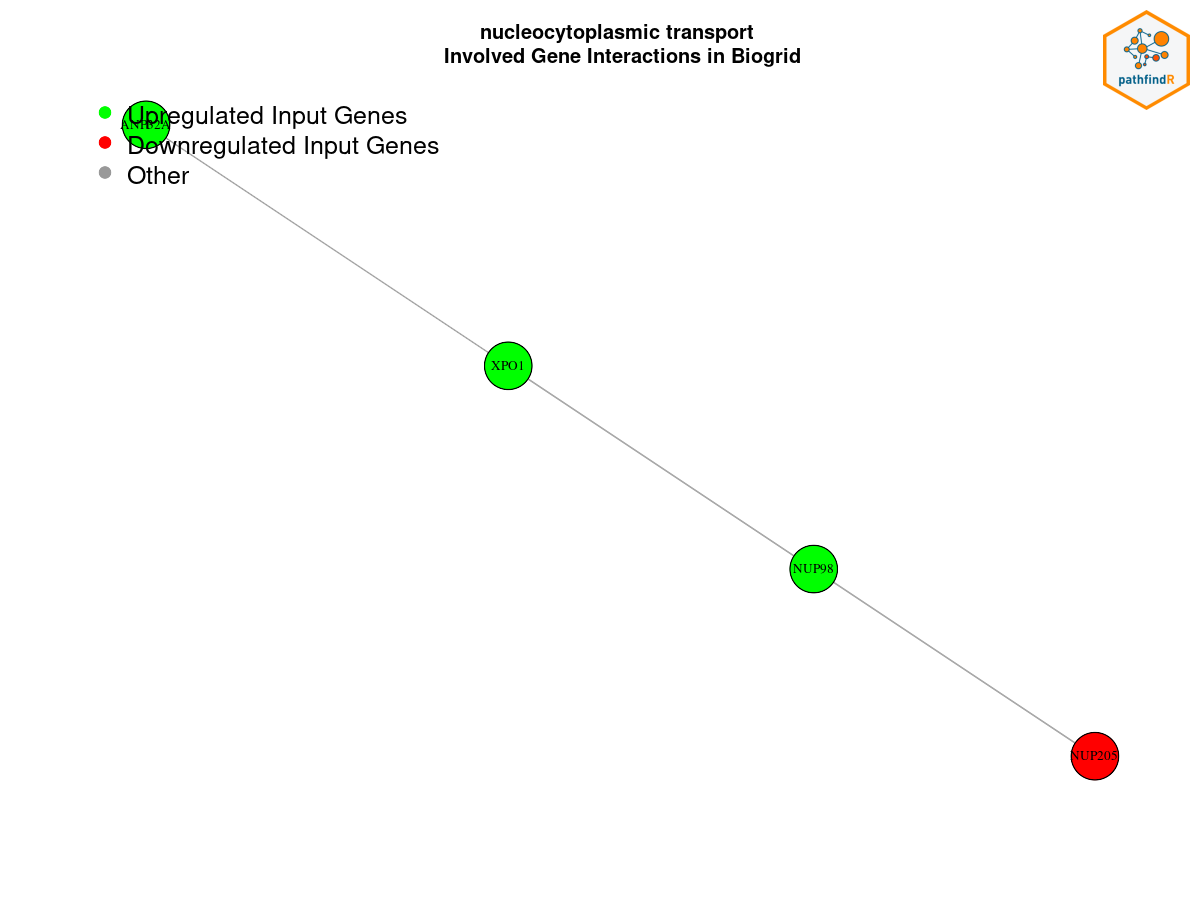 nucleocytoplasmic transport
Involved Gene Interactions in Biogrid
pathfindR
Upregulated Input Genes
ANP32A
Downregulated Input Genes
Other
XPO1
NUP98
NUP205